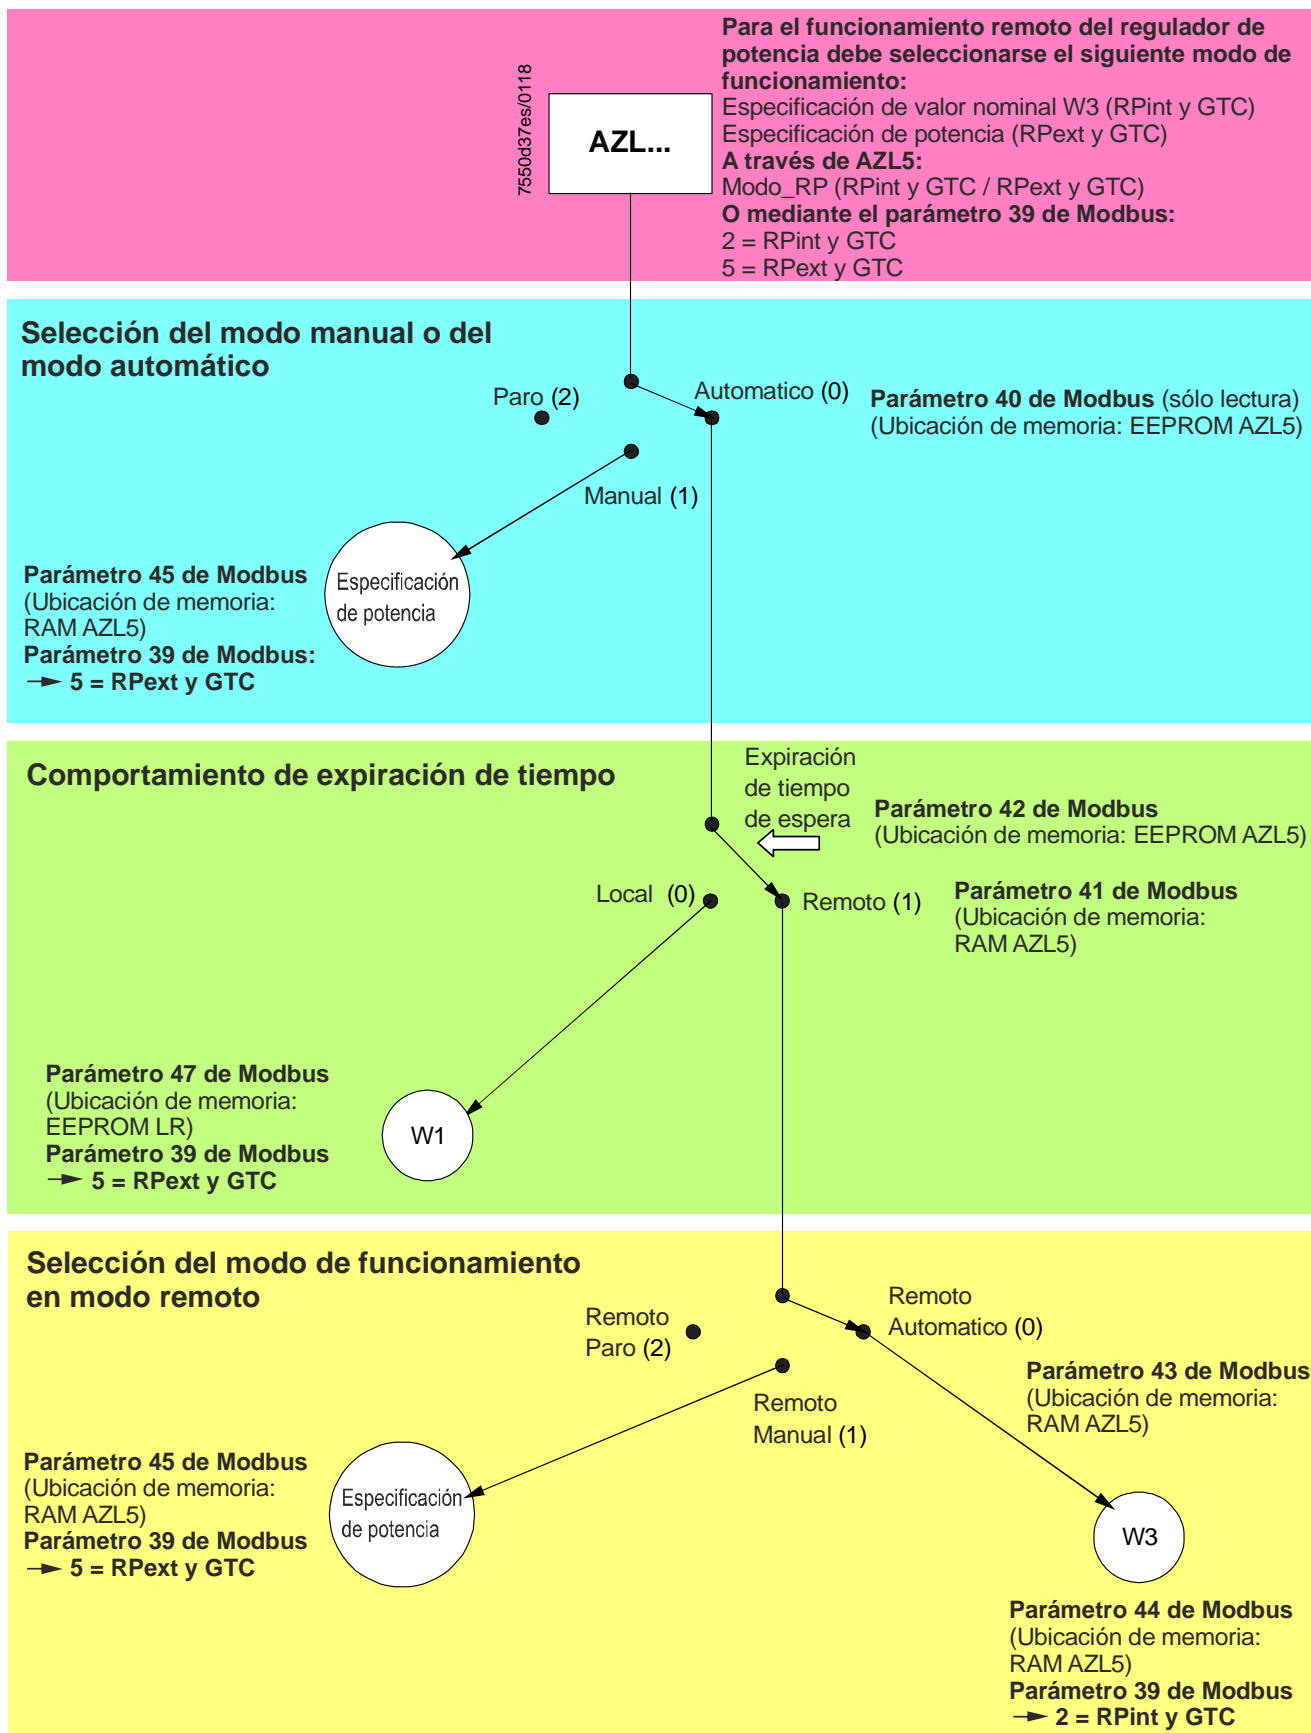 Para el funcionamiento remoto del regulador de
potencia debe seleccionarse el siguiente modo de
funcionamiento:
Especificación de valor nominal W3 (RPint y GTC)
Especificación de potencia (RPext y GTC)
A través de AZL5:
Modo_RP (RPint y GTC / RPext y GTC)
O mediante el parámetro 39 de Modbus:
2 = RPint y GTC
5 = RPext y GTC
7550d37es/0118
AZL...
Selección del modo manual o del
modo automático
Paro (2)
Automatico (0)
Parámetro 40 de Modbus (sólo lectura)
(Ubicación de memoria: EEPROM AZL5)
Manual (1)
Especificación
de potencia
Parámetro 45 de Modbus
(Ubicación de memoria:
RAM AZL5)
Parámetro 39 de Modbus:
→ 5 = RPext y GTC
Comportamiento de expiración de tiempo
Expiración
de tiempo
de espera
Parámetro 42 de Modbus
(Ubicación de memoria: EEPROM AZL5)
Local (0)
Remoto (1)
Parámetro 41 de Modbus
(Ubicación de memoria:
RAM AZL5)
Parámetro 47 de Modbus
(Ubicación de memoria:
EEPROM LR)
Parámetro 39 de Modbus
→ 5 = RPext y GTC
W1
Selección del modo de funcionamiento
en modo remoto
Remoto
Paro (2)
Remoto
Automatico (0)
Remoto
Manual (1)
Parámetro 43 de Modbus
(Ubicación de memoria:
RAM AZL5)
Parámetro 45 de Modbus
(Ubicación de memoria:
RAM AZL5)
Parámetro 39 de Modbus
→ 5 = RPext y GTC
Especificación
de potencia
W3
Parámetro 44 de Modbus
(Ubicación de memoria:
RAM AZL5)
Parámetro 39 de Modbus
→ 2 = RPint y GTC